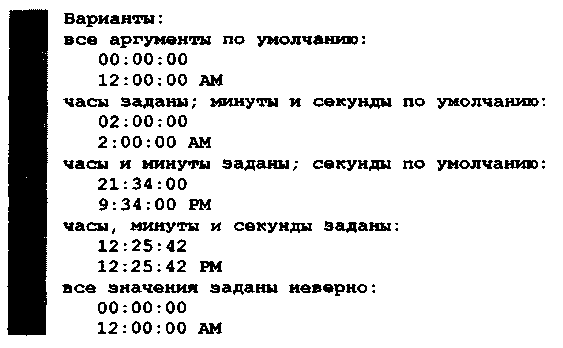 Варианты:
все аргументы по умолчанию:
00:00:00
12:00:00 AM
часы заданы; минуты и секунды по умолчанию:
02:00:00
2:00:00 AM
часы и минуты заданы; секунды по умолчанию:
21:34:00
9:34:00 PM
часы, минуты и секунды заданы:
12:25:42
12:25:42 PM
все значения заданы неверно:
00:00:00
12:00:00 AM